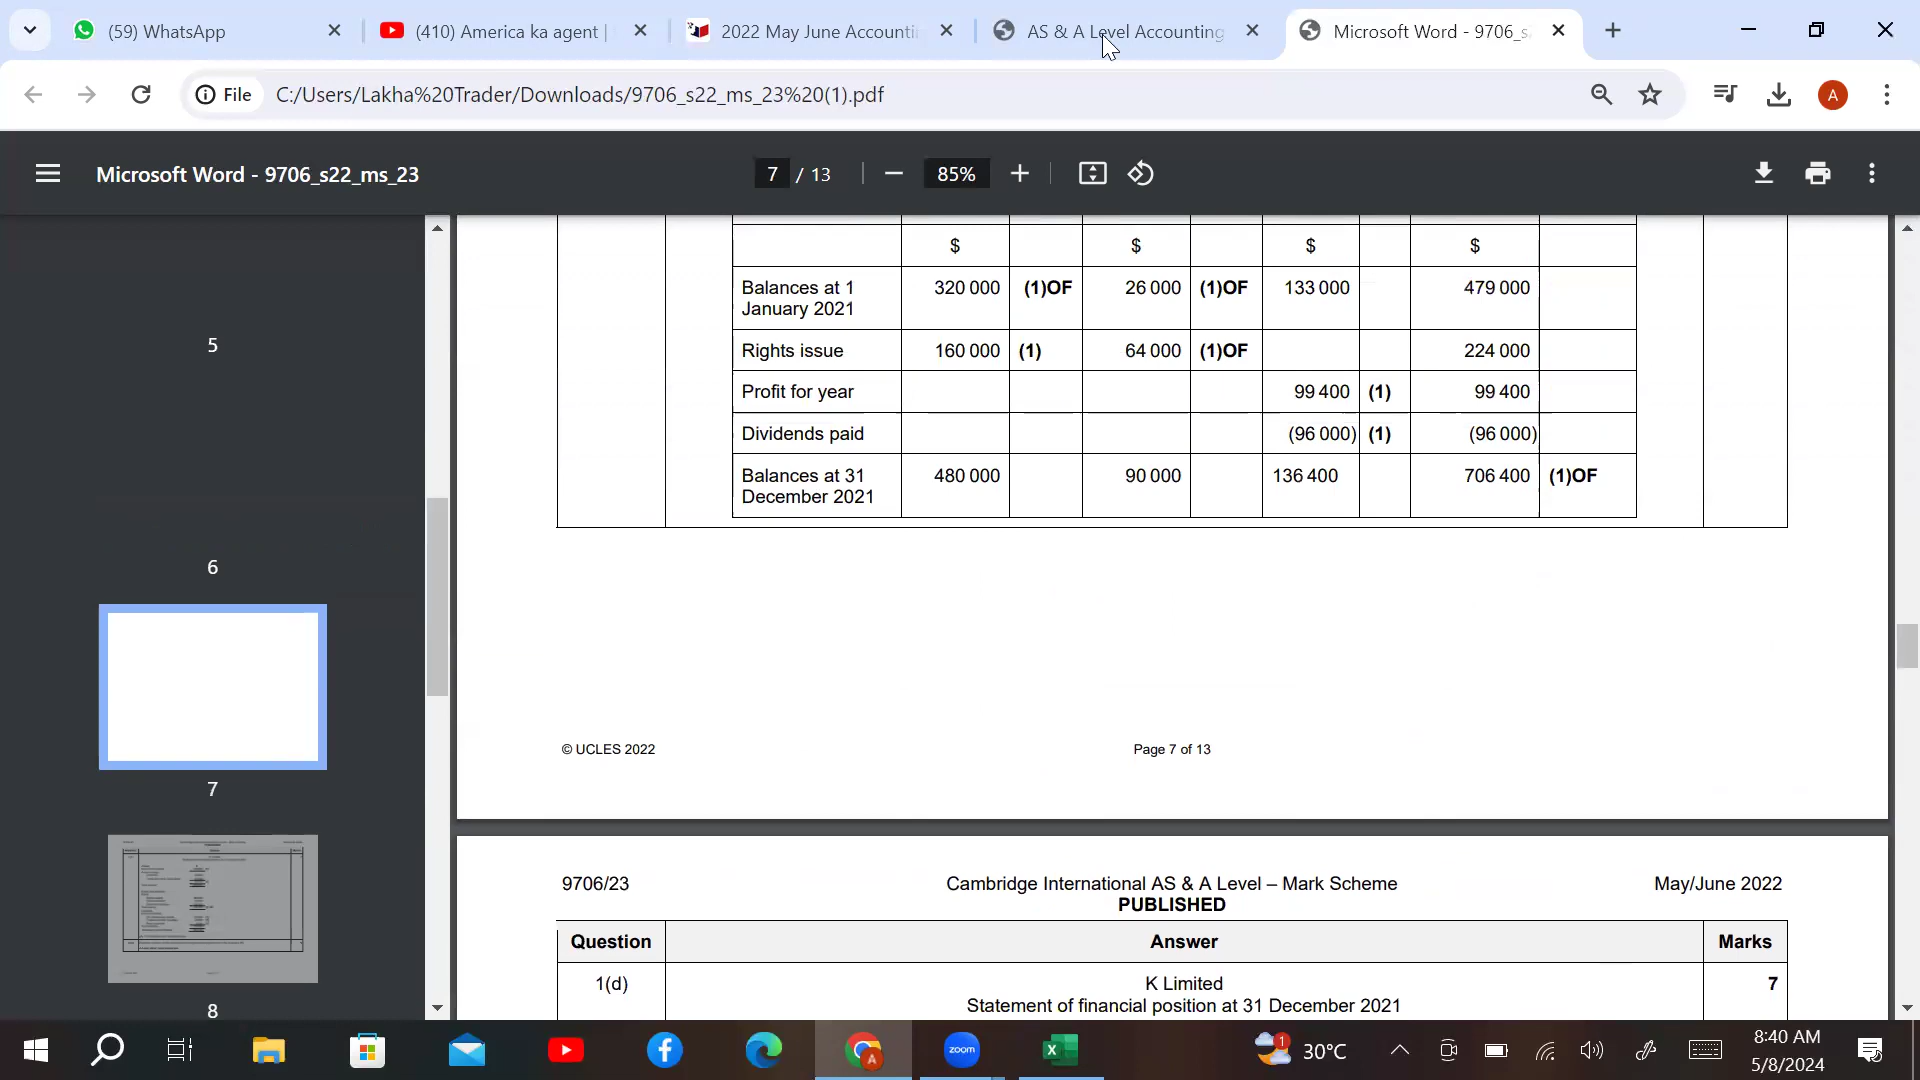 (59) WhatsApp
(410) America ka agent |
2022 May June Accounti
AS & A Level Accounting
Microsoft Word - 9706_s
File
C:/Users/Lakha%20Trader/Downloads/9706_s22_ms_23%20(1).pdf
A
Microsoft Word - 9706_s22_ms_23
7 / 13
85%
$ $ $ $
Balances at 1 January 2021 320 000 (1)OF 26 000 (1)OF 133 000 479 000
Rights issue 160 000 (1) 64 000 (1)OF 224 000
Profit for year 99 400 (1) 99 400
Dividends paid (96 000) (1) (96 000)
Balances at 31 December 2021 480 000 90 000 136 400 706 400 (1)OF
© UCLES 2022
Page 7 of 13
9706/23
Cambridge International AS & A Level – Mark Scheme
May/June 2022
PUBLISHED
Question Answer Marks
1(d) K Limited 7
Statement of financial position at 31 December 2021
5
6
7
8
A
zoom
1
30°C
8:40 AM
5/8/2024